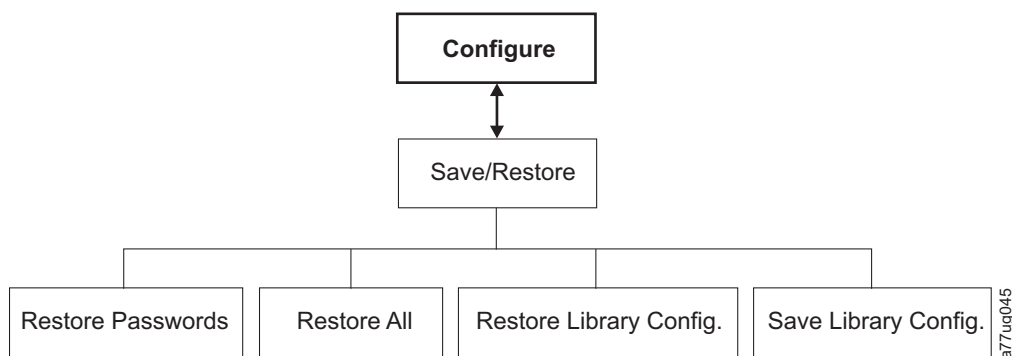 Configure
Save/Restore
Restore Passwords
Restore All
Restore Library Config.
Save Library Config.
a77ug045